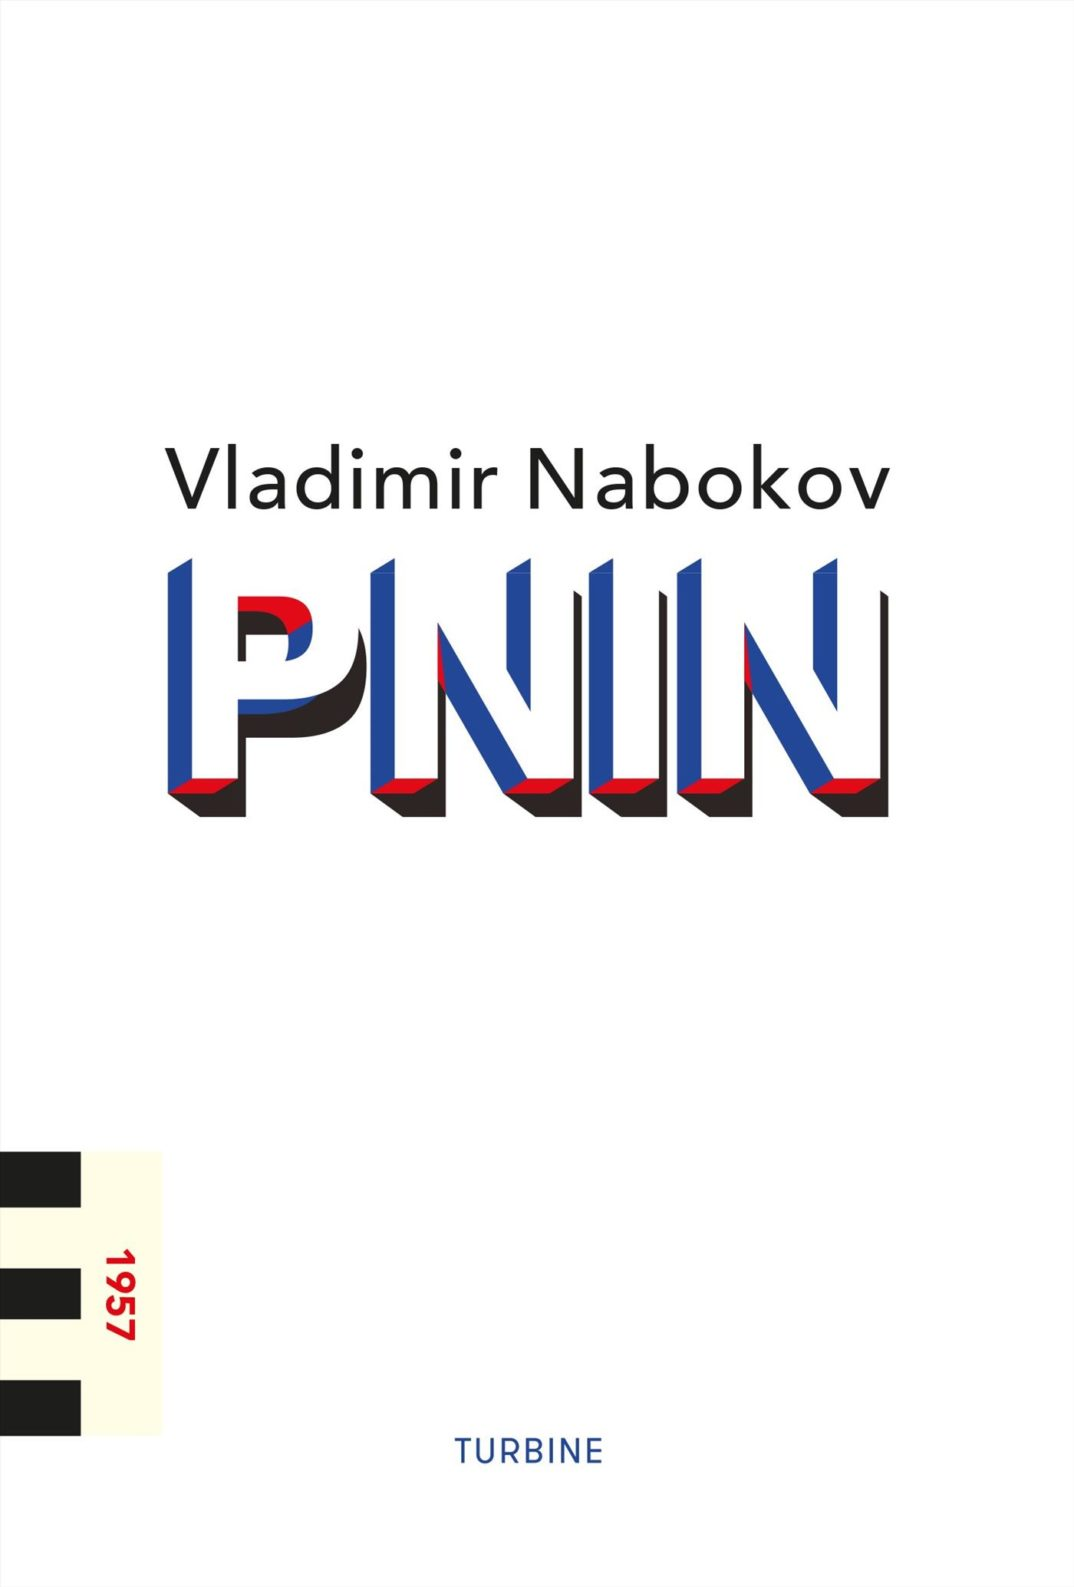 Vladimir Nabokov
PNIN
1957
TURBINE